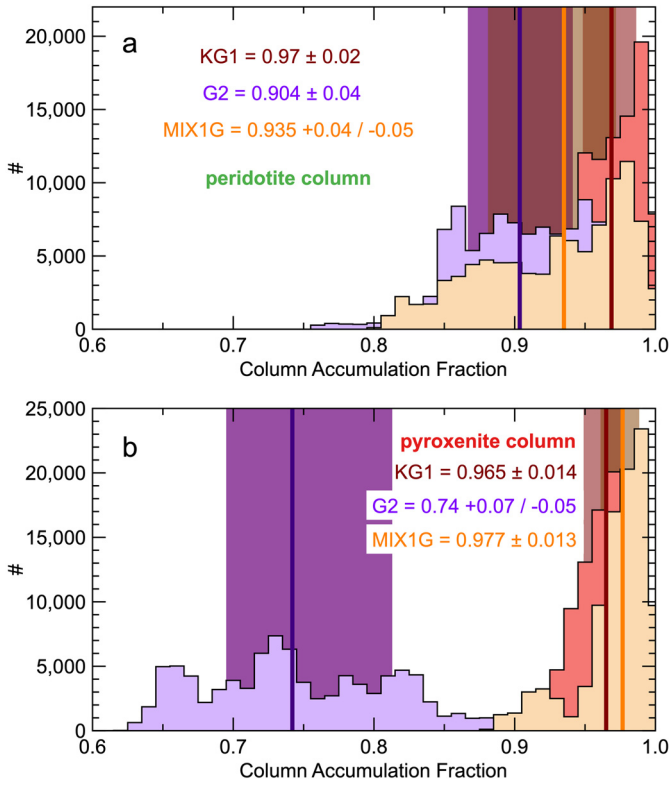 20,000
15,000
10,000
5,000
0
#
a
KG1 = 0.97 ± 0.02
G2 = 0.904 ± 0.04
MIX1G = 0.935 +0.04 / -0.05
peridotite column
0.6 0.7 0.8 0.9 1.0
Column Accumulation Fraction
25,000
20,000
15,000
10,000
5,000
0
#
b
pyroxenite column
KG1 = 0.965 ± 0.014
G2 = 0.74 +0.07 / -0.05
MIX1G = 0.977 ± 0.013
0.6 0.7 0.8 0.9 1.0
Column Accumulation Fraction